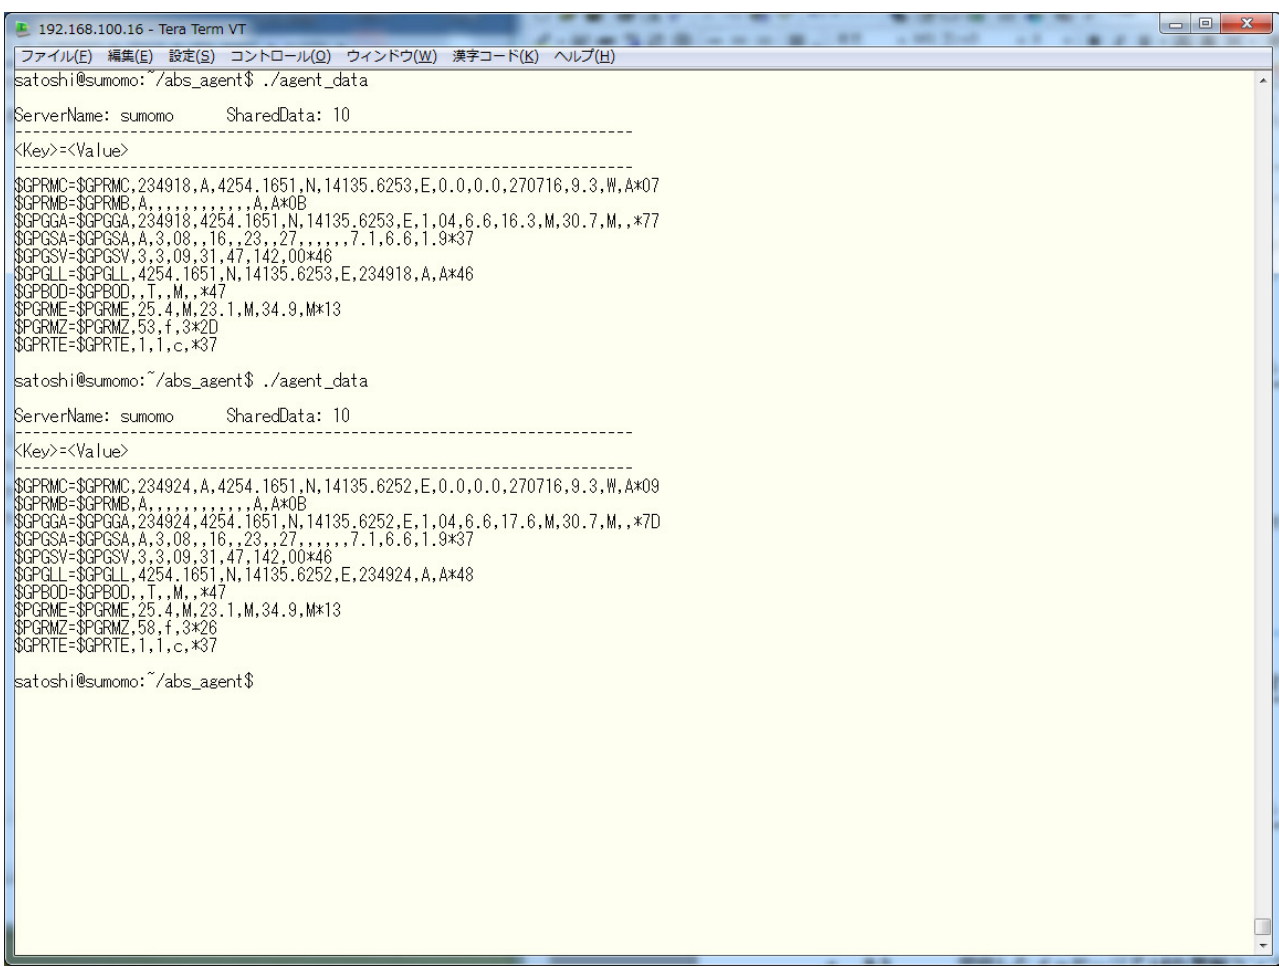 192.168.100.16 - Tera Term VT
ファイル(F) 編集(E) 設定(S) コントロール(O) ウィンドウ(W) 漢字コード(K) ヘルプ(H)
satoshi@sumomo:~/abs_agent$ ./agent_data
ServerName: sumomo SharedData: 10
----------------------------------------------------------------------
<Key>=<Value>
----------------------------------------------------------------------
$GPRMC=$GPRMC,234918,A,4254.1651,N,14135.6253,E,0.0,0.0,270716,9.3,W,A*07
$GPRMB=$GPRMB,A,,,,,,,,,,,,A,A*0B
$GPGGA=$GPGGA,234918,4254.1651,N,14135.6253,E,1,04,6.6,16.3,M,30.7,M,,*77
$GPGSA=$GPGSA,A,3,08,,16,,23,,27,,,,,,7.1,6.6,1.9*37
$GPGSV=$GPGSV,3,3,09,31,47,142,00*46
$GPGLL=$GPGLL,4254.1651,N,14135.6253,E,234918,A,A*46
$GPBOD=$GPBOD,,T,,M,,*47
$PGRME=$PGRME,25.4,M,23.1,M,34.9,M*13
$PGRMZ=$PGRMZ,53,f,3*2D
$GPRTE=$GPRTE,1,1,c,*37
satoshi@sumomo:~/abs_agent$ ./agent_data
ServerName: sumomo SharedData: 10
----------------------------------------------------------------------
<Key>=<Value>
----------------------------------------------------------------------
$GPRMC=$GPRMC,234924,A,4254.1651,N,14135.6252,E,0.0,0.0,270716,9.3,W,A*09
$GPRMB=$GPRMB,A,,,,,,,,,,,,A,A*0B
$GPGGA=$GPGGA,234924,4254.1651,N,14135.6252,E,1,04,6.6,17.6,M,30.7,M,,*7D
$GPGSA=$GPGSA,A,3,08,,16,,23,,27,,,,,,7.1,6.6,1.9*37
$GPGSV=$GPGSV,3,3,09,31,47,142,00*46
$GPGLL=$GPGLL,4254.1651,N,14135.6252,E,234924,A,A*48
$GPBOD=$GPBOD,,T,,M,,*47
$PGRME=$PGRME,25.4,M,23.1,M,34.9,M*13
$PGRMZ=$PGRMZ,58,f,3*26
$GPRTE=$GPRTE,1,1,c,*37
satoshi@sumomo:~/abs_agent$